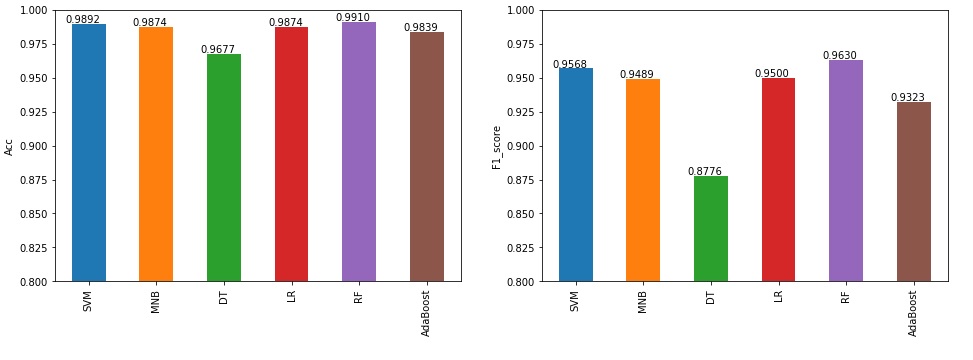 1.000
0.975
0.950
0.925
0.900
0.875
0.850
0.825
0.800
Acc
0.9892
0.9874
0.9677
0.9874
0.9910
0.9839
SVM
MNB
DT
LR
RF
AdaBoost
1.000
0.975
0.950
0.925
0.900
0.875
0.850
0.825
0.800
F1_score
0.9568
0.9489
0.8776
0.9500
0.9630
0.9323
SVM
MNB
DT
LR
RF
AdaBoost